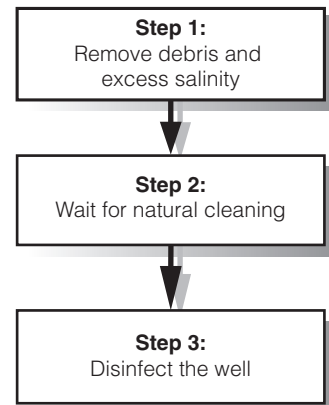 Step 1:
Remove debris and
excess salinity
Step 2:
Wait for natural cleaning
Step 3:
Disinfect the well